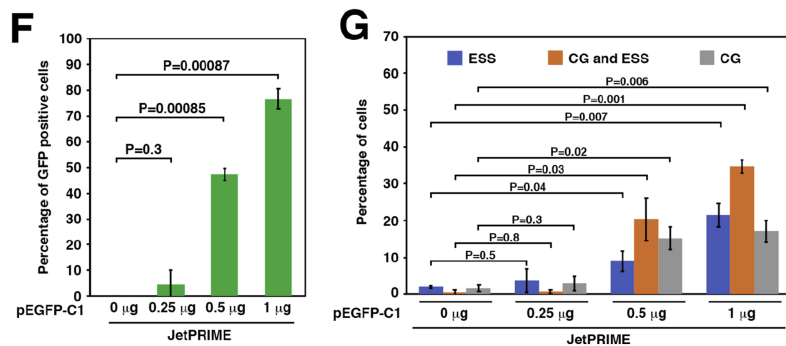 F
100
90
80
70
60
50
40
30
20
10
0
Percentage of GFP positive cells
P=0.00087
P=0.00085
P=0.3
pEGFP-C1 0 μg 0.25 μg 0.5 μg 1 μg
JetPRIME
G
70
60
50
40
30
20
10
0
Percentage of cells
ESS CG and ESS CG
P=0.006
P=0.001
P=0.007
P=0.02
P=0.03
P=0.04
P=0.3
P=0.8
P=0.5
pEGFP-C1 0 μg 0.25 μg 0.5 μg 1 μg
JetPRIME